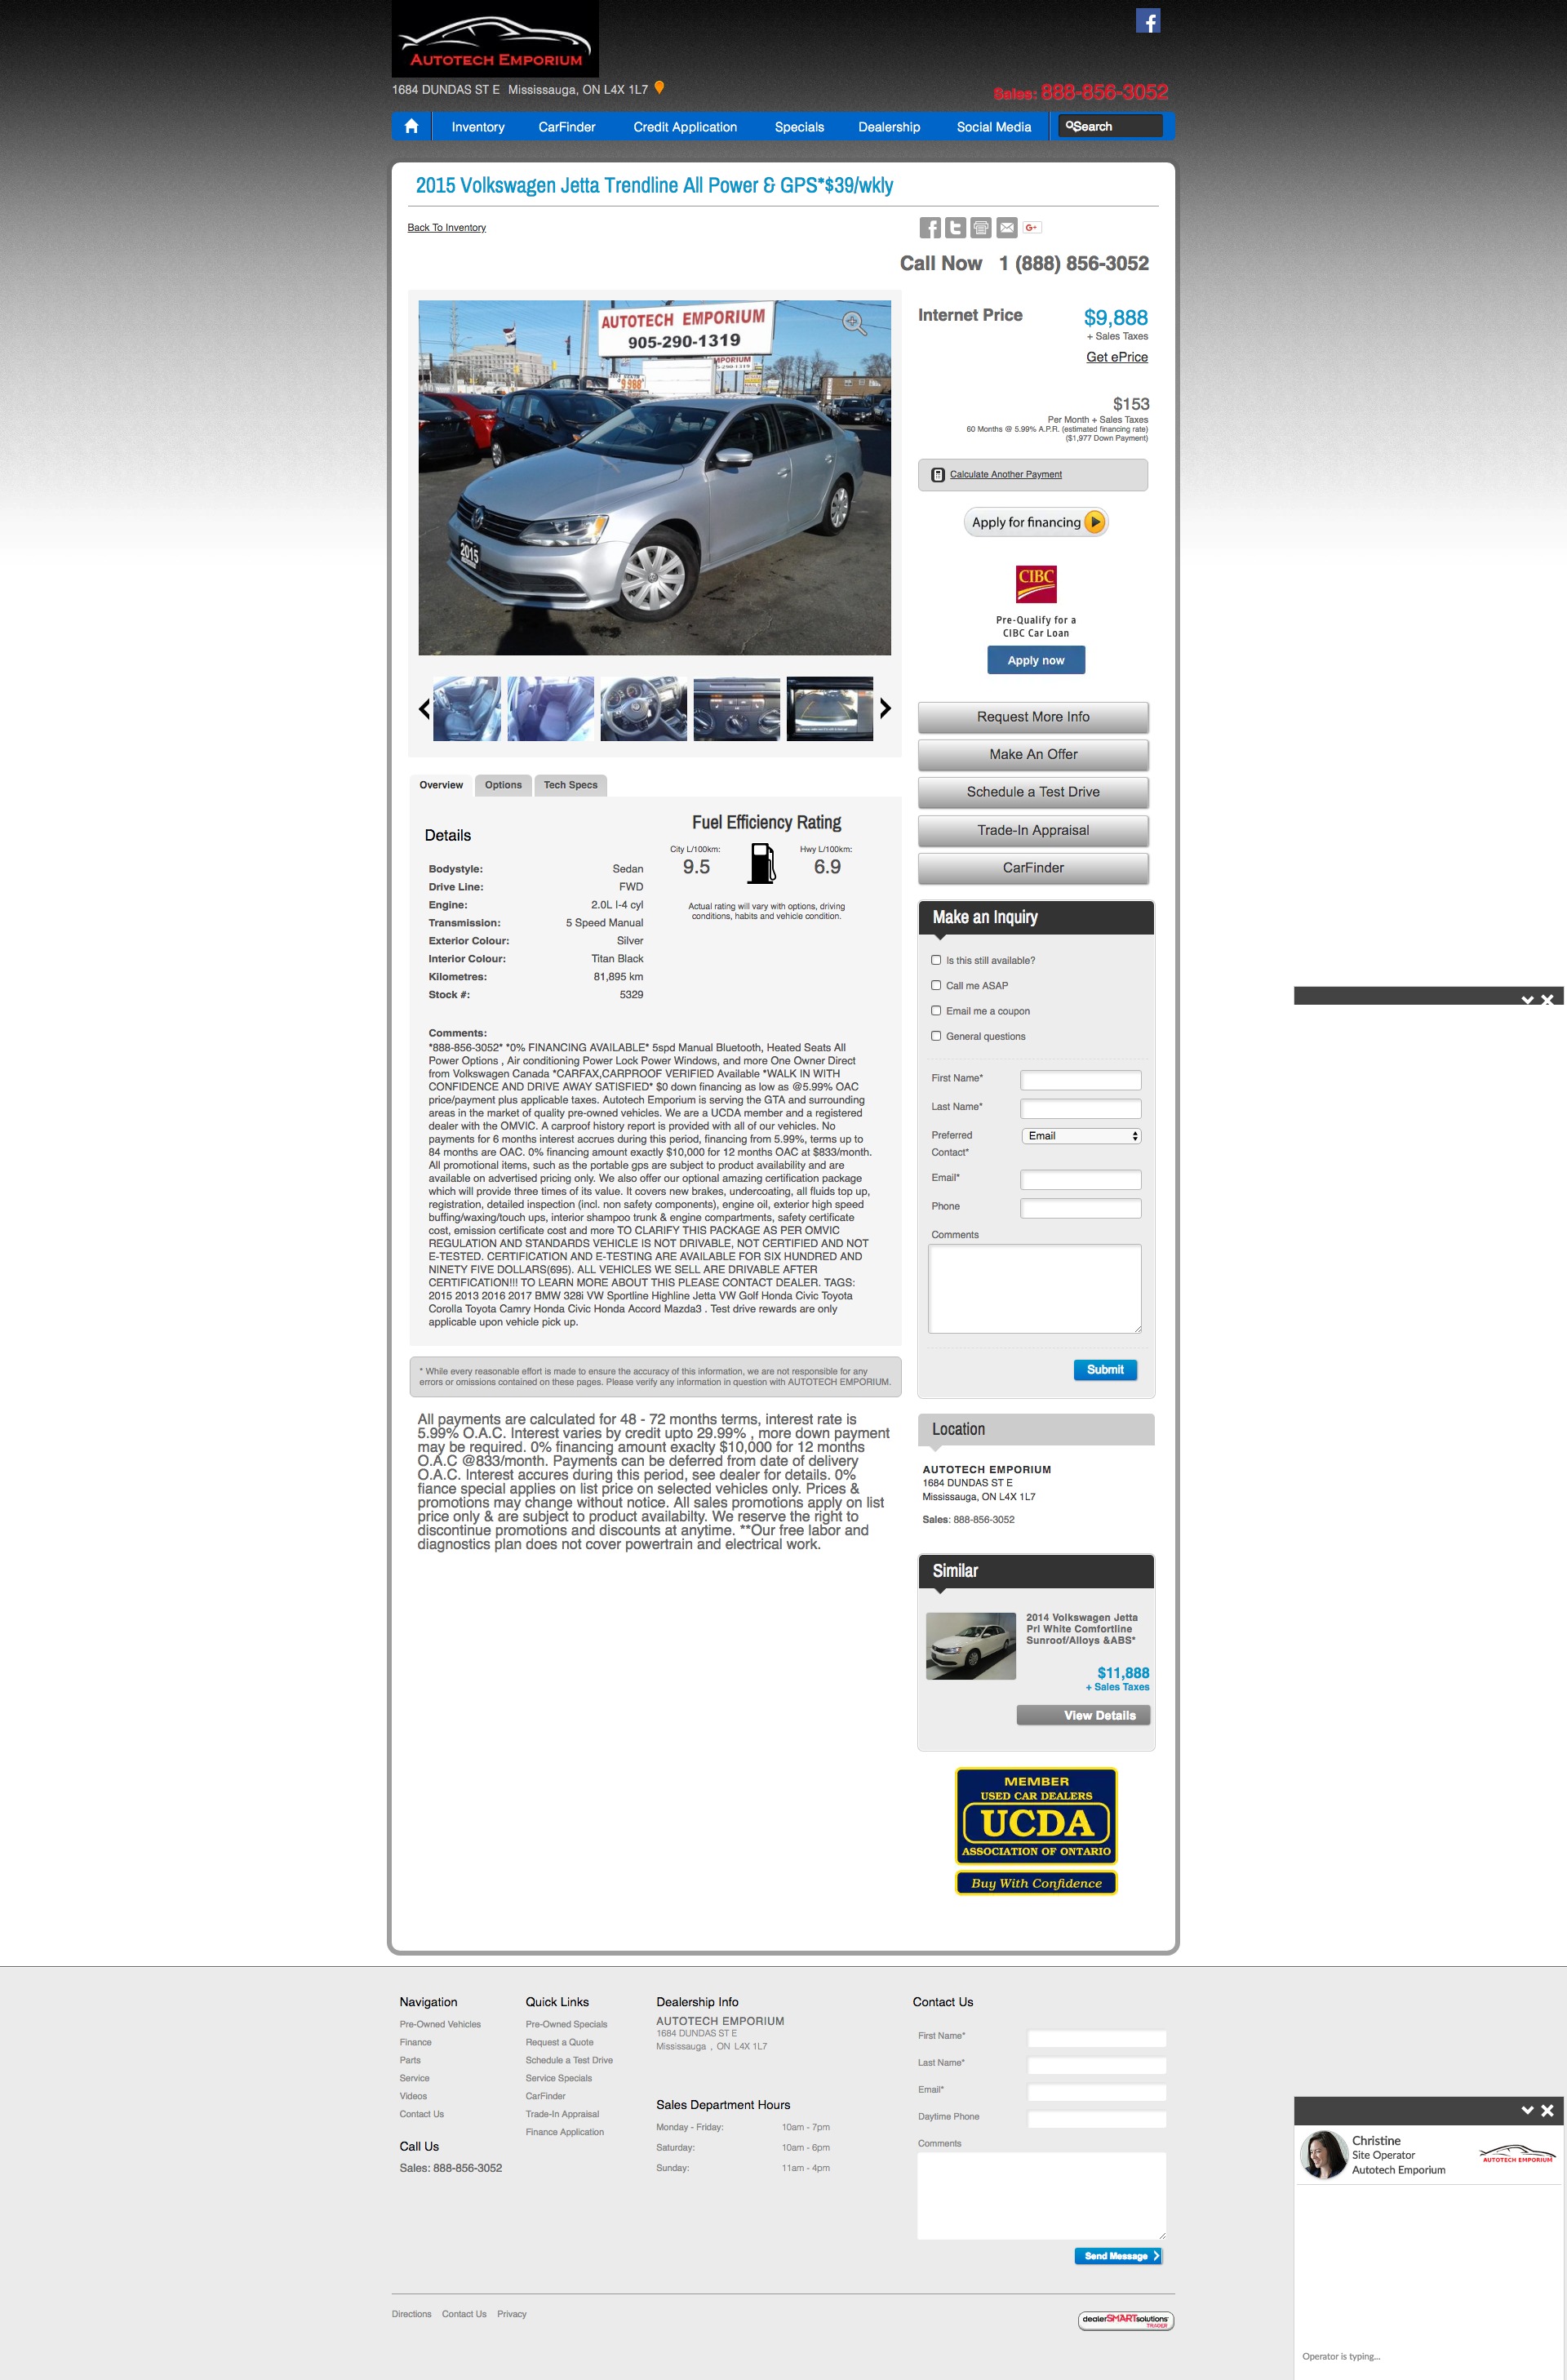 AUTOTECH EMPORIUM
1684 DUNDAS ST E Mississauga, ON L4X 1L7
Sales: 888-856-3052
Inventory CarFinder Credit Application Specials Dealership Social Media Search
2015 Volkswagen Jetta Trendline All Power & GPS*$39/wkly
Back To Inventory
G+
Call Now 1 (888) 856-3052
AUTOTECH EMPORIUM
905-290-1319
2015
Internet Price $9,888
+ Sales Taxes
Get ePrice
$153
Per Month + Sales Taxes
60 Months @ 5.99% A.P.R. (estimated financing rate)
($1,977 Down Payment)
Calculate Another Payment
Apply for financing
CIBC
Pre-Qualify for a
CIBC Car Loan
Apply now
Request More Info
Make An Offer
Schedule a Test Drive
Trade-In Appraisal
CarFinder
Overview Options Tech Specs
Details
Bodystyle: Sedan
Drive Line: FWD
Engine: 2.0L I-4 cyl
Transmission: 5 Speed Manual
Exterior Colour: Silver
Interior Colour: Titan Black
Kilometres: 81,895 km
Stock #: 5329
Fuel Efficiency Rating
City L/100km: Hwy L/100km:
9.5 6.9
Actual rating will vary with options, driving
conditions, habits and vehicle condition.
Comments:
*888-856-3052* *0% FINANCING AVAILABLE* 5spd Manual Bluetooth, Heated Seats All
Power Options , Air conditioning Power Lock Power Windows, and more One Owner Direct
from Volkswagen Canada *CARFAX,CARPROOF VERIFIED Available *WALK IN WITH
CONFIDENCE AND DRIVE AWAY SATISFIED* $0 down financing as low as @5.99% OAC
price/payment plus applicable taxes. Autotech Emporium is serving the GTA and surrounding
areas in the market of quality pre-owned vehicles. We are a UCDA member and a registered
dealer with the OMVIC. A carproof history report is provided with all of our vehicles. No
payments for 6 months interest accrues during this period, financing from 5.99%, terms up to
84 months are OAC. 0% financing amount exactly $10,000 for 12 months OAC at $833/month.
All promotional items, such as the portable gps are subject to product availability and are
available on advertised pricing only. We also offer our optional amazing certification package
which will provide three times of its value. It covers new brakes, undercoating, all fluids top up,
registration, detailed inspection (incl. non safety components), engine oil, exterior high speed
buffing/waxing/touch ups, interior shampoo trunk & engine compartments, safety certificate
cost, emission certificate cost and more TO CLARIFY THIS PACKAGE AS PER OMVIC
REGULATION AND STANDARDS VEHICLE IS NOT DRIVABLE, NOT CERTIFIED AND NOT
E-TESTED. CERTIFICATION AND E-TESTING ARE AVAILABLE FOR SIX HUNDRED AND
NINETY FIVE DOLLARS(695). ALL VEHICLES WE SELL ARE DRIVABLE AFTER
CERTIFICATION!!! TO LEARN MORE ABOUT THIS PLEASE CONTACT DEALER. TAGS:
2015 2013 2016 2017 BMW 328i VW Sportline Highline Jetta VW Golf Honda Civic Toyota
Corolla Toyota Camry Honda Civic Honda Accord Mazda3 . Test drive rewards are only
applicable upon vehicle pick up.
* While every reasonable effort is made to ensure the accuracy of this information, we are not responsible for any
errors or omissions contained on these pages. Please verify any information in question with AUTOTECH EMPORIUM.
All payments are calculated for 48 - 72 months terms, interest rate is
5.99% O.A.C. Interest varies by credit upto 29.99% , more down payment
may be required. 0% financing amount exaclty $10,000 for 12 months
O.A.C @833/month. Payments can be deferred from date of delivery
O.A.C. Interest accures during this period, see dealer for details. 0%
fiance special applies on list price on selected vehicles only. Prices &
promotions may change without notice. All sales promotions apply on list
price only & are subject to product availabilty. We reserve the right to
discontinue promotions and discounts at anytime. **Our free labor and
diagnostics plan does not cover powertrain and electrical work.
Make an Inquiry
Is this still available?
Call me ASAP
Email me a coupon
General questions
First Name*
Last Name*
Preferred
Contact*
Email
Email*
Phone
Comments
Submit
Location
AUTOTECH EMPORIUM
1684 DUNDAS ST E
Mississauga, ON L4X 1L7
Sales: 888-856-3052
Similar
2014 Volkswagen Jetta
Prl White Comfortline
Sunroof/Alloys &ABS*
$11,888
+ Sales Taxes
View Details
MEMBER
USED CAR DEALERS
UCDA
ASSOCIATION OF ONTARIO
Buy With Confidence
Navigation
Pre-Owned Vehicles
Finance
Parts
Service
Videos
Contact Us
Call Us
Sales: 888-856-3052
Quick Links
Pre-Owned Specials
Request a Quote
Schedule a Test Drive
Service Specials
CarFinder
Trade-In Appraisal
Finance Application
Dealership Info
AUTOTECH EMPORIUM
1684 DUNDAS ST E
Mississauga , ON L4X 1L7
Sales Department Hours
Monday - Friday: 10am - 7pm
Saturday: 10am - 6pm
Sunday: 11am - 4pm
Contact Us
First Name*
Last Name*
Email*
Daytime Phone
Comments
Send Message
Christine
Site Operator
Autotech Emporium
AUTOTECH EMPORIUM
Operator is typing...
Directions Contact Us Privacy
dealerSMARTsolutions
TRADER